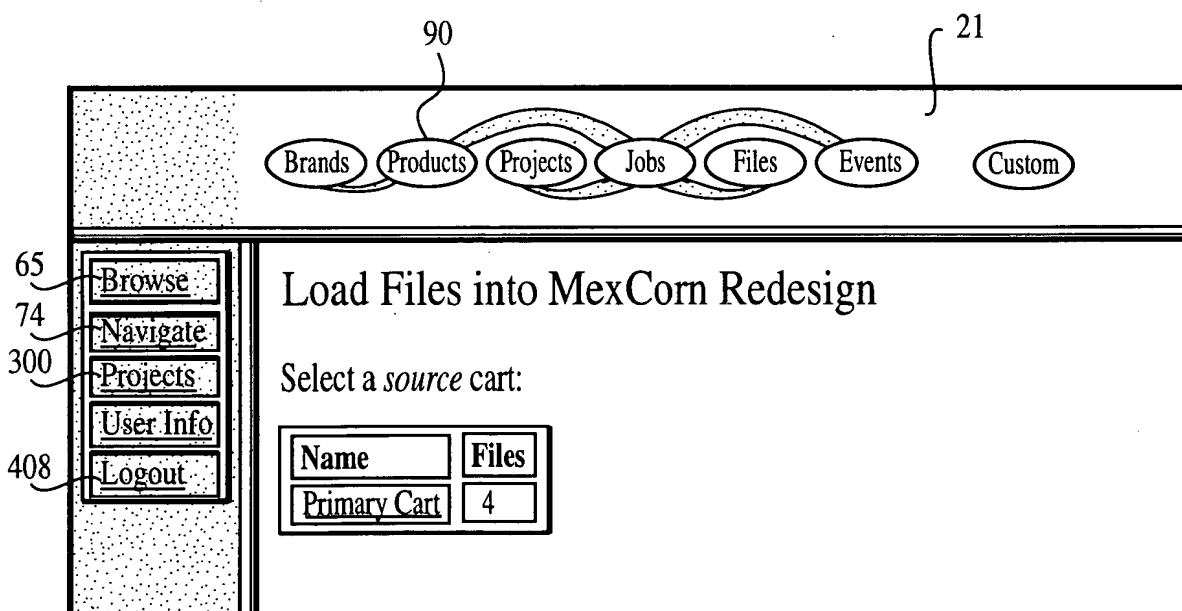 90
21
Brands Products Projects Jobs Files Events Custom
65
Browse
Load Files into MexCorn Redesign
74
Navigate
300
Projects
Select a source cart:
User Info
Name Files
408
Logout
Primary Cart 4